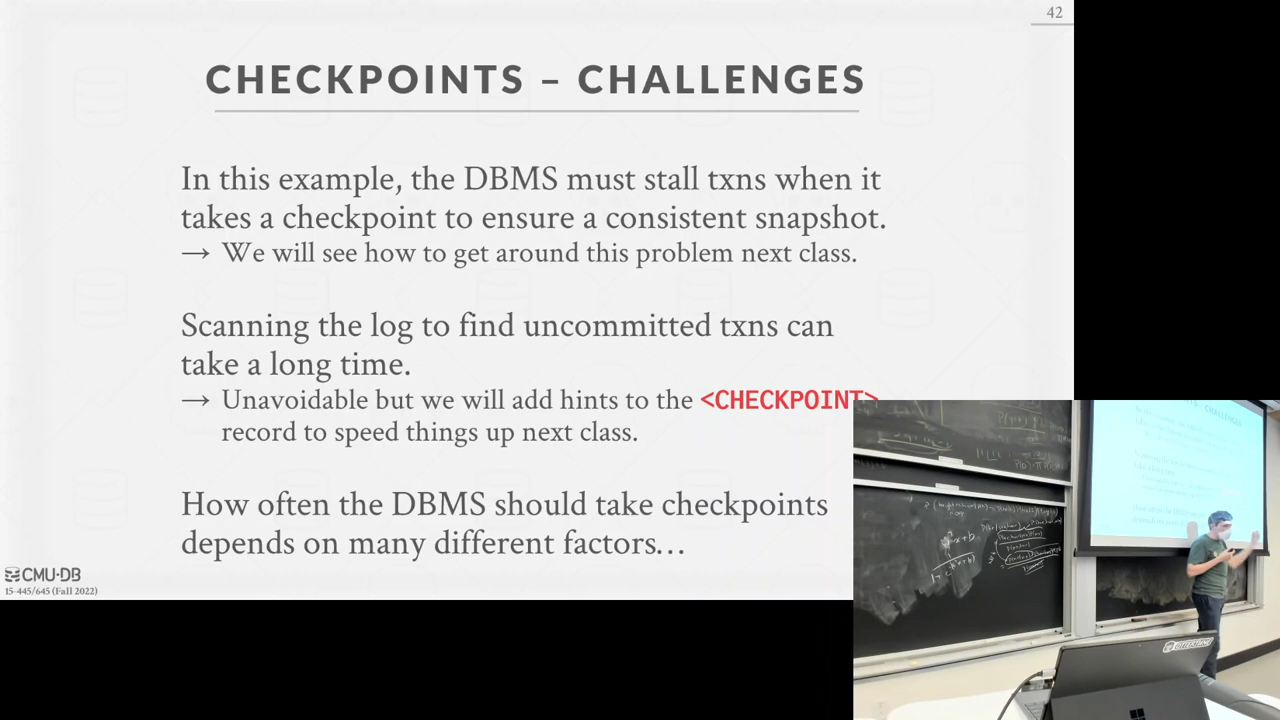 42
CHECKPOINTS – CHALLENGES
In this example, the DBMS must stall txns when it
takes a checkpoint to ensure a consistent snapshot.
→ We will see how to get around this problem next class.
Scanning the log to find uncommitted txns can
take a long time.
→ Unavoidable but we will add hints to the <CHECKPOINT>
record to speed things up next class.
How often the DBMS should take checkpoints
depends on many different factors...
CMU·DB
15-445/645 (Fall 2022)